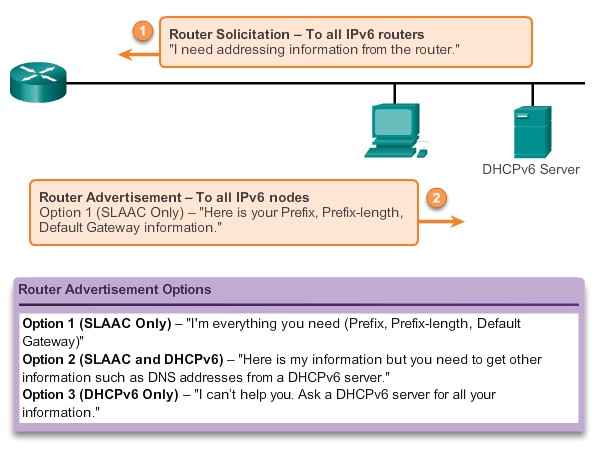 1
Router Solicitation – To all IPv6 routers
"I need addressing information from the router."
DHCPv6 Server
Router Advertisement – To all IPv6 nodes
Option 1 (SLAAC Only) – "Here is your Prefix, Prefix-length,
Default Gateway information."
2
Router Advertisement Options
Option 1 (SLAAC Only) – "I'm everything you need (Prefix, Prefix-length, Default
Gateway)"
Option 2 (SLAAC and DHCPv6) – "Here is my information but you need to get other
information such as DNS addresses from a DHCPv6 server."
Option 3 (DHCPv6 Only) – "I can't help you. Ask a DHCPv6 server for all your
information."